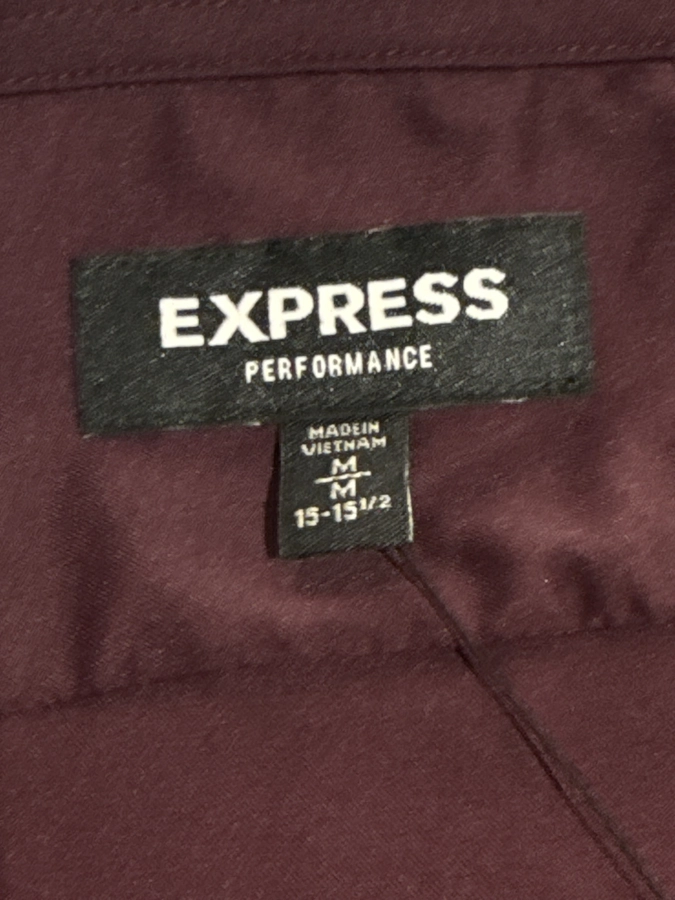 EXPRESS
PERFORMANCE
MADE IN
VIETNAM
M
M
15-15 1/2